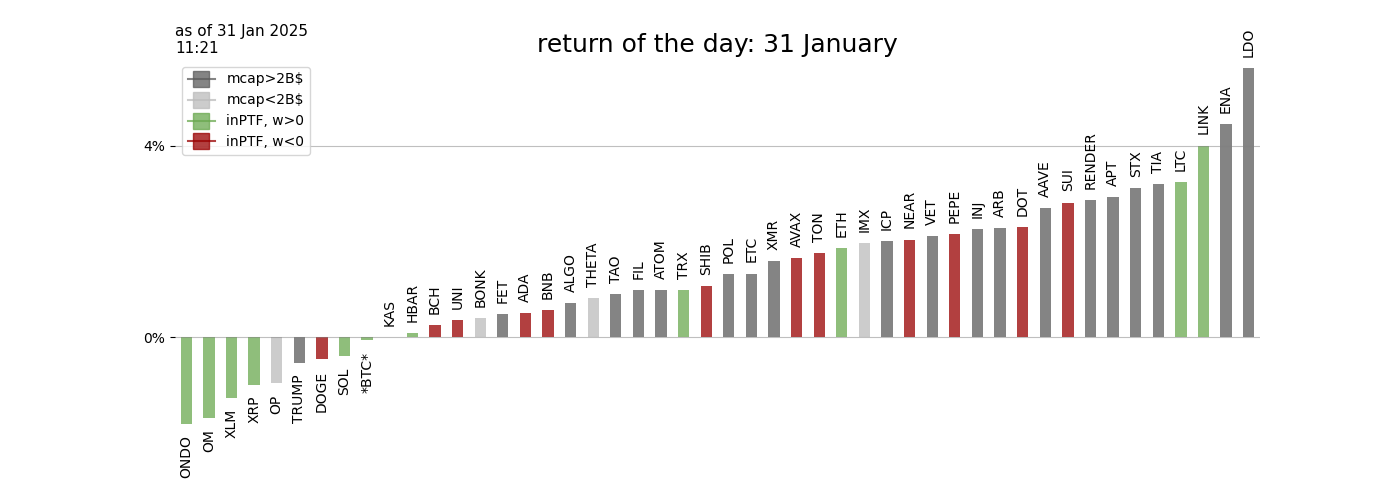 as of 31 Jan 2025
11:21
return of the day: 31 January
mcap>2B$
mcap<2B$
inPTF, w>0
inPTF, w<0
4%
0%
ONDO
OM
XLM
XRP
OP
TRUMP
DOGE
SOL
*BTC*
KAS
HBAR
BCH
UNI
BONK
FET
ADA
BNB
ALGO
THETA
TAO
FIL
ATOM
TRX
SHIB
POL
ETC
XMR
AVAX
TON
ETH
IMX
ICP
NEAR
VET
PEPE
INJ
ARB
DOT
AAVE
SUI
RENDER
APT
STX
TIA
LTC
LINK
ENA
LDO